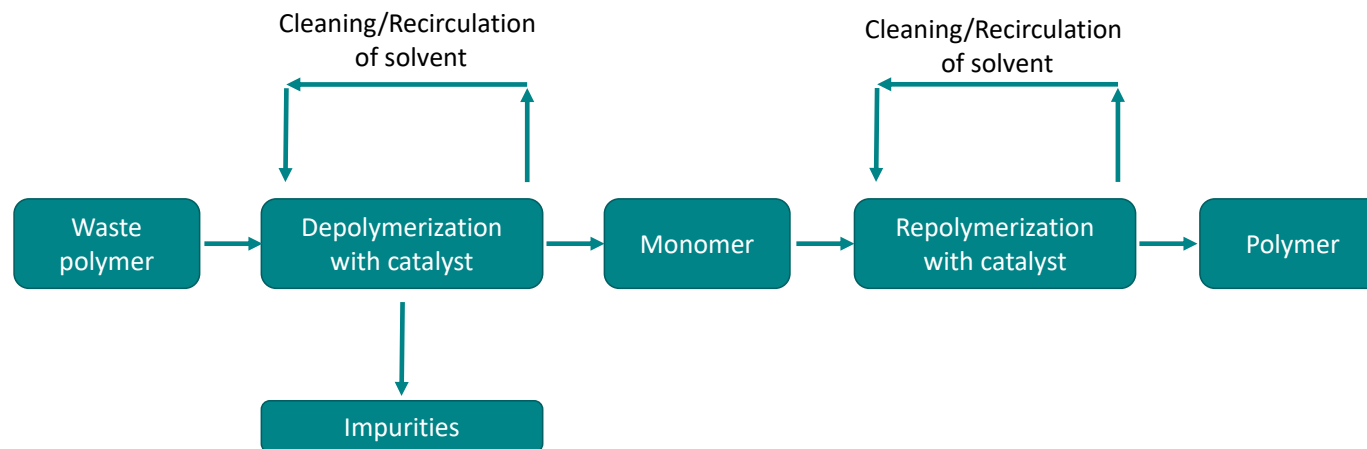 Cleaning/Recirculation
of solvent
Cleaning/Recirculation
of solvent
Waste
polymer
Depolymerization
with catalyst
Monomer
Repolymerization
with catalyst
Polymer
Impurities